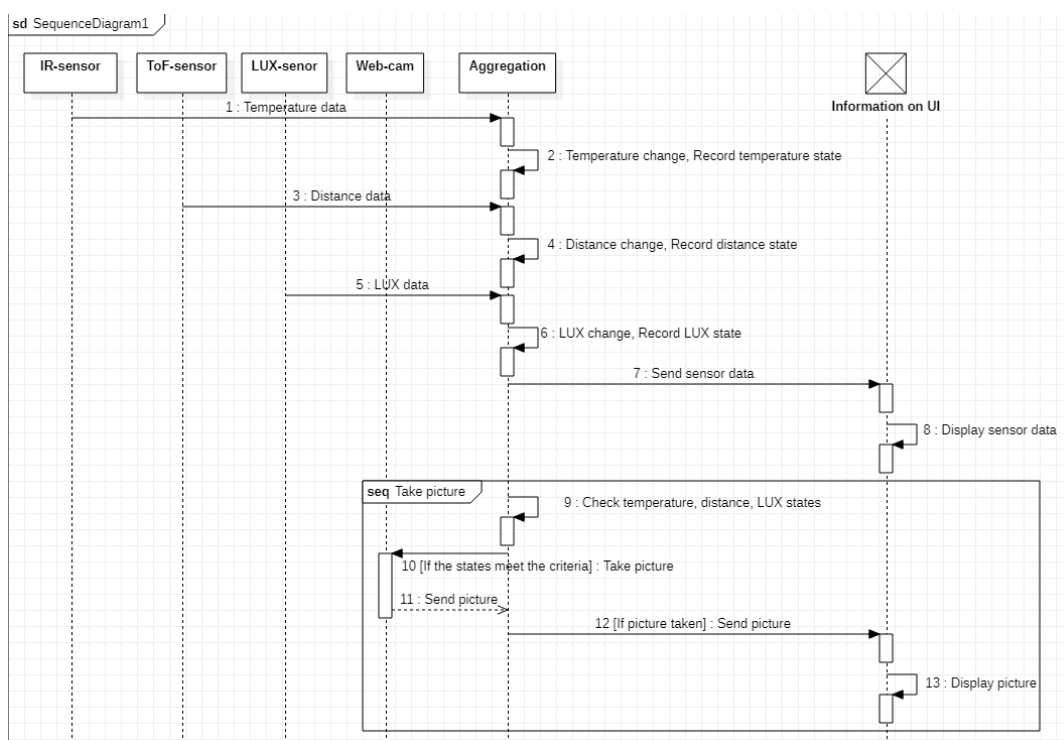 sd SequenceDiagram1
IR-sensor
ToF-sensor
LUX-senor
Web-cam
Aggregation
Information on UI
1 : Temperature data
2 : Temperature change, Record temperature state
3 : Distance data
4 : Distance change, Record distance state
5 : LUX data
6 : LUX change, Record LUX state
7 : Send sensor data
8 : Display sensor data
seq Take picture
9 : Check temperature, distance, LUX states
10 [If the states meet the criteria] : Take picture
11 : Send picture
12 [If picture taken] : Send picture
13 : Display picture